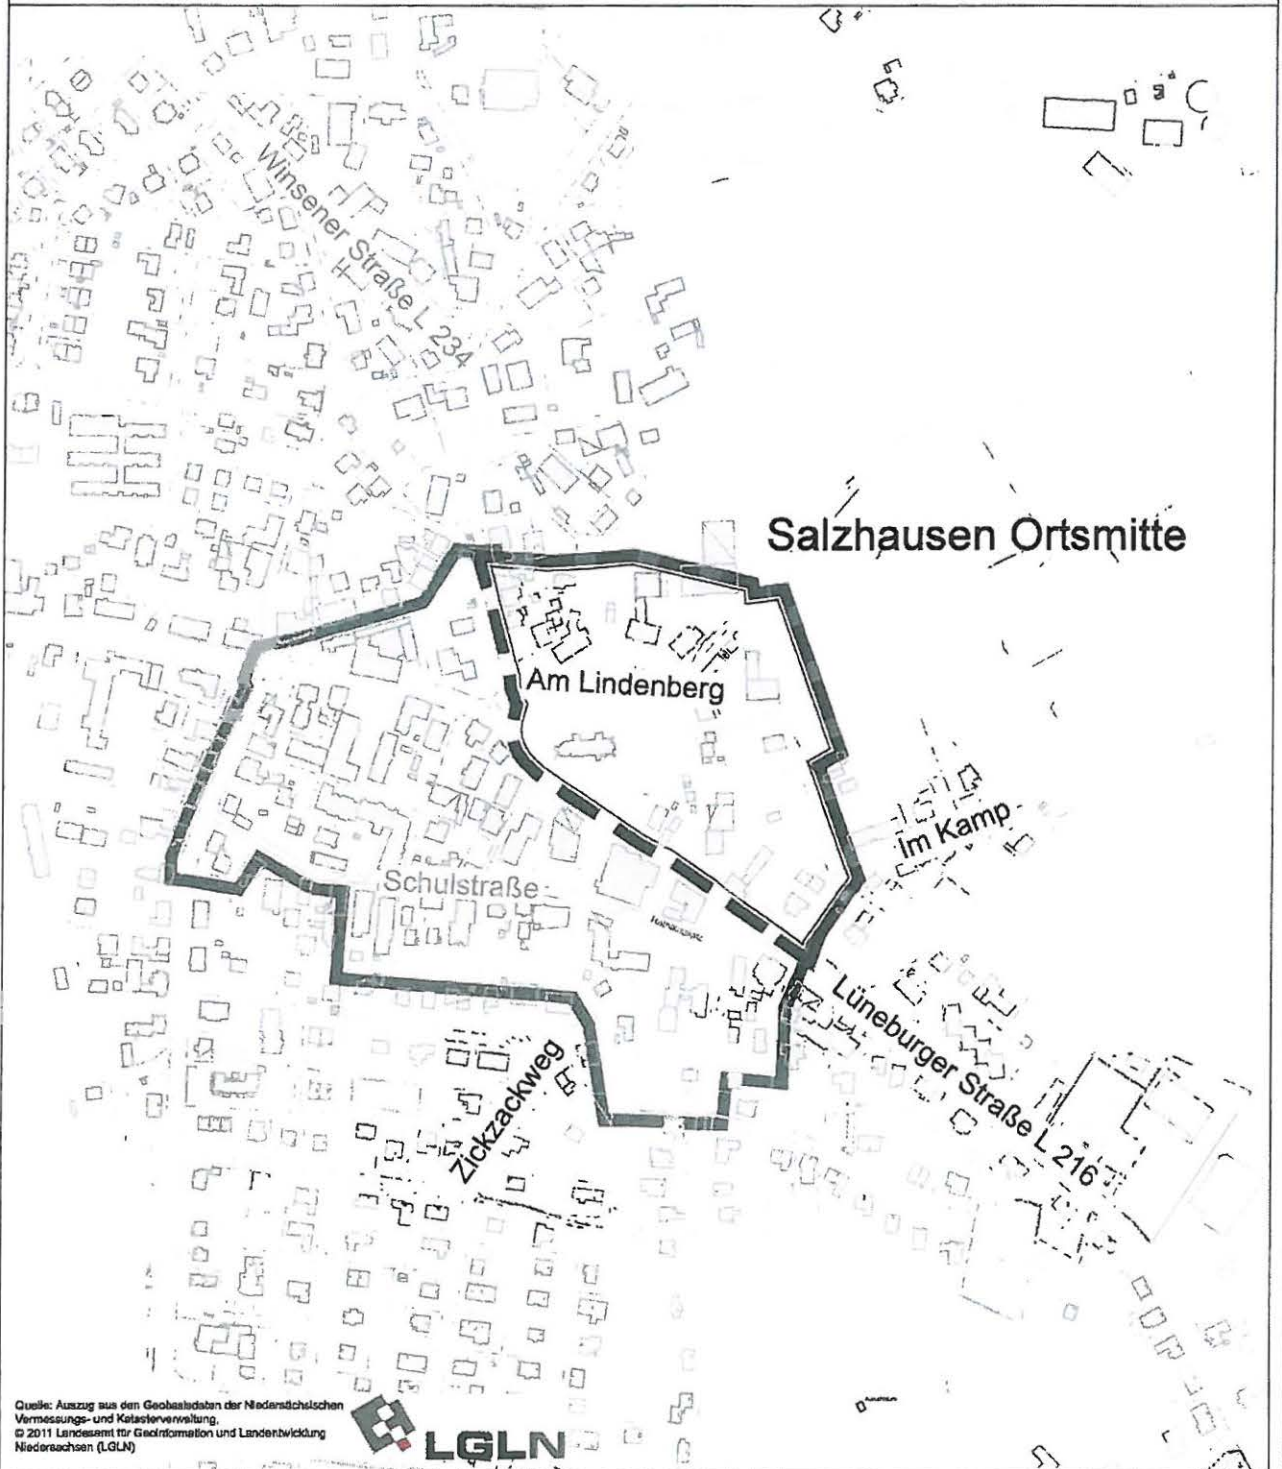 Winsener Straße L 234
Salzhausen Ortsmitte
Am Lindenberg
Im Kamp
Schulstraße
Lüneburger Straße L 216
Zickzackweg
Quelle: Auszug aus den Geobasisdaten der Niedersächsischen
Vermessungs- und Katasterverwaltung,
© 2011 Landesamt für Geoinformation und Landentwicklung
Niedersachsen (LGLN)
LGLN